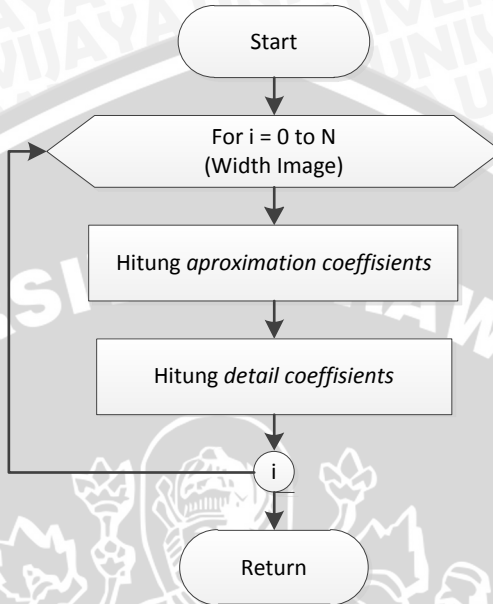 Start
For i = 0 to N
(Width Image)
Hitung aproximation coeffisients
Hitung detail coeffisients
i
Return